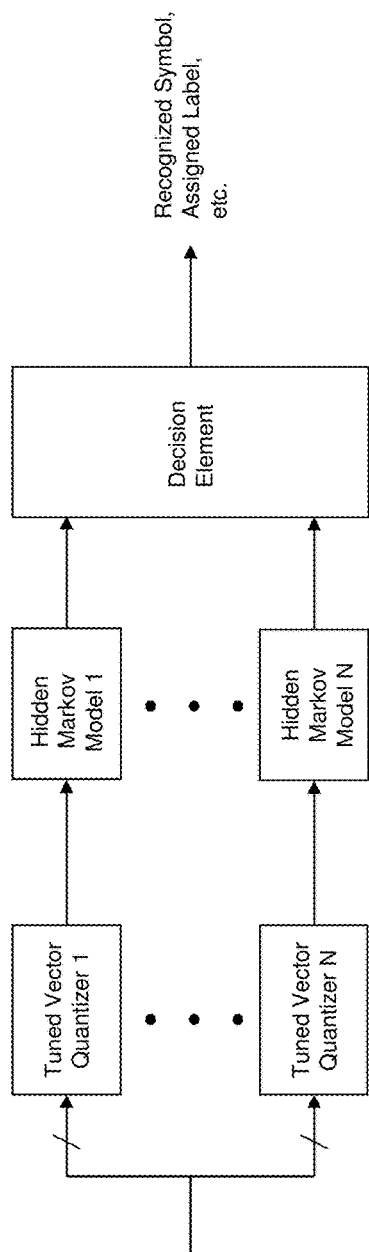 Tuned Vector
Quantizer 1
Hidden
Markov
Model 1
Tuned Vector
Quantizer N
Hidden
Markov
Model N
Decision
Element
Recognized Symbol,
Assigned Label,
etc.